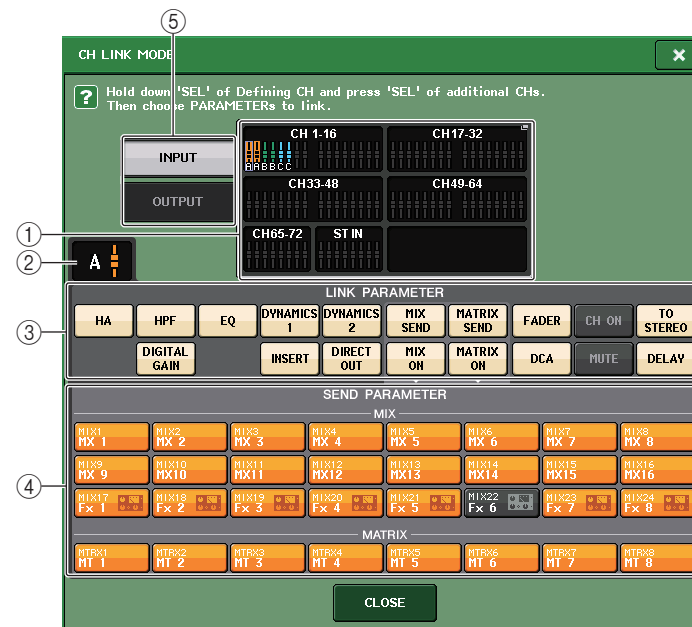 5
CH LINK MODE
? Hold down 'SEL' of Defining CH and press 'SEL' of additional CHs.
Then choose PARAMETERs to link.
INPUT
OUTPUT
CH 1-16
CH17-32
AABBCC
CH33-48
CH49-64
CH65-72
ST IN
1
2
A
3
LINK PARAMETER
HA
HPF
EQ
DYNAMICS
1
DYNAMICS
2
MIX
SEND
MATRIX
SEND
FADER
CH ON
TO
STEREO
DIGITAL
GAIN
INSERT
DIRECT
OUT
MIX
ON
MATRIX
ON
DCA
MUTE
DELAY
4
SEND PARAMETER
MIX
MIX1
MX 1
MIX2
MX 2
MIX3
MX 3
MIX4
MX 4
MIX5
MX 5
MIX6
MX 6
MIX7
MX 7
MIX8
MX 8
MIX9
MX 9
MIX10
MX10
MIX11
MX11
MIX12
MX12
MIX13
MX13
MIX14
MX14
MIX15
MX15
MIX16
MX16
MIX17
Fx 1
MIX18
Fx 2
MIX19
Fx 3
MIX20
Fx 4
MIX21
Fx 5
MIX22
Fx 6
MIX23
Fx 7
MIX24
Fx 8
MATRIX
MTRX1
MT 1
MTRX2
MT 2
MTRX3
MT 3
MTRX4
MT 4
MTRX5
MT 5
MTRX6
MT 6
MTRX7
MT 7
MTRX8
MT 8
CLOSE